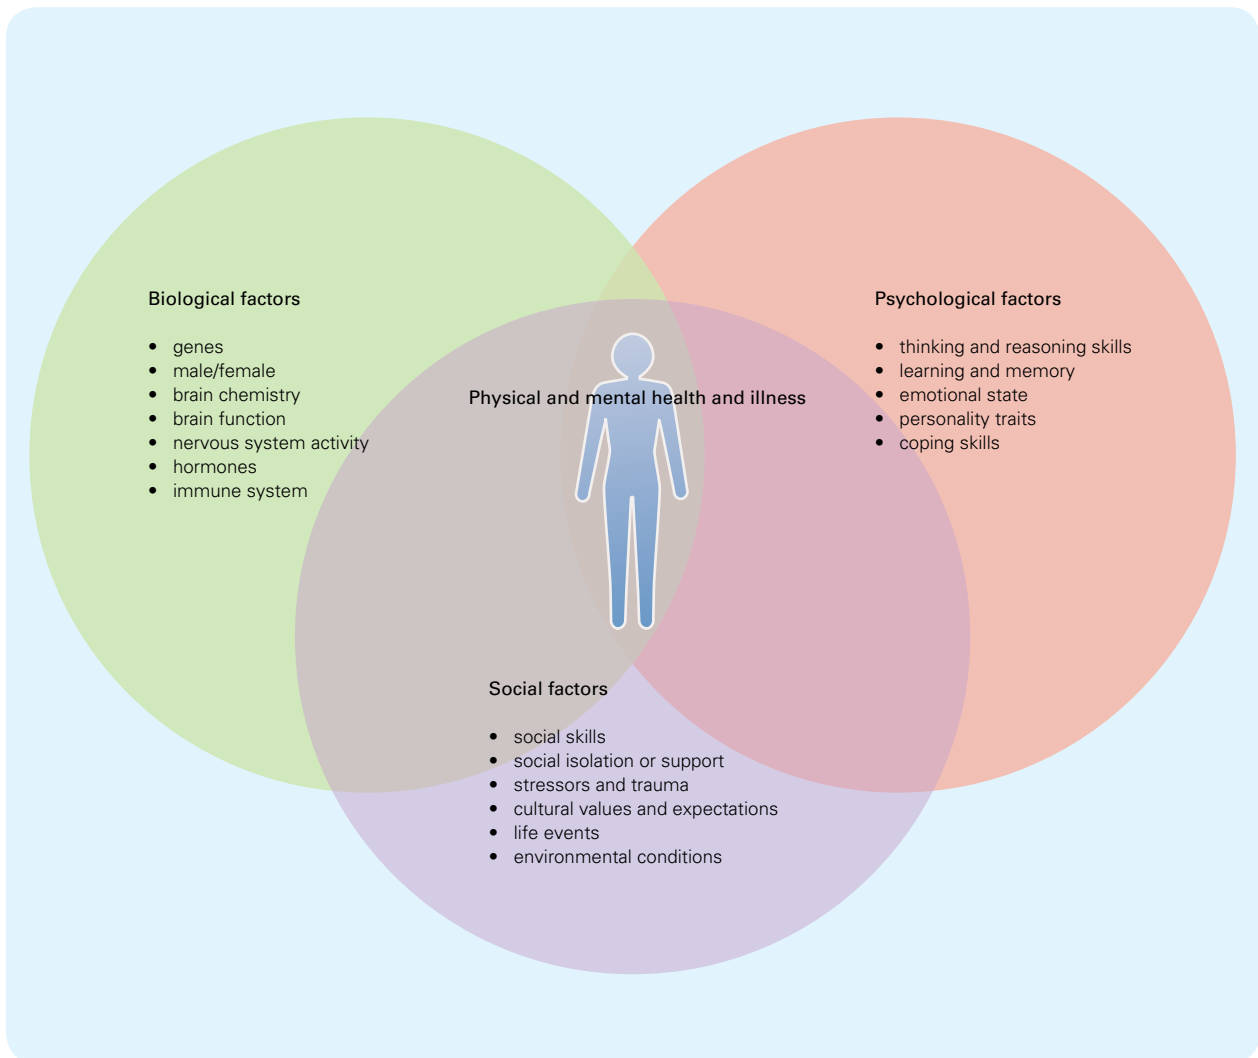 Biological factors
• genes
• male/female
• brain chemistry
• brain function
• nervous system activity
• hormones
• immune system
Psychological factors
• thinking and reasoning skills
• learning and memory
• emotional state
• personality traits
• coping skills
Physical and mental health and illness
Social factors
• social skills
• social isolation or support
• stressors and trauma
• cultural values and expectations
• life events
• environmental conditions